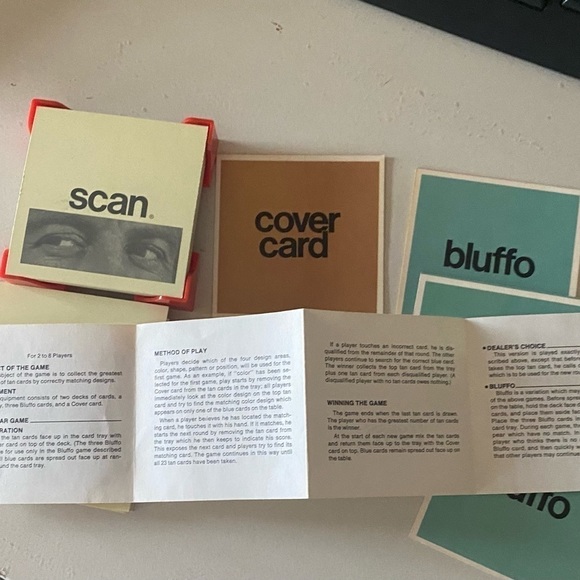 scan®
cover
card
bluffo
For 2 to 8 Players
CT OF THE GAME
object of the game is to collect the greatest
of tan cards by correctly matching designs.
MENT
equipment consists of two decks of cards, a
y, three Bluffo cards, and a Cover card.
AR GAME
RATION
the tan cards face up in the card tray with
er card on top of the deck. (The three Bluffo
e for use only in the Bluffo game described
ll blue cards are spread out face up at ran-
und the card tray.
METHOD OF PLAY
Players decide which of the four design areas,
color, shape, pattern or position, will be used for the
first game. As an example, if "color" has been se-
lected for the first game, play starts by removing the
Cover card from the tan cards in the tray; all players
immediately look at the color design on the top tan
card and try to find the matching color design which
appears on only one of the blue cards on the table.
When a player believes he has located the match-
ing card, he touches it with his hand. If it matches, he
starts the next round by removing the tan card from
the tray which he then keeps to indicate his score.
This exposes the next card and players try to find its
matching card. The game continues in this way until
all 23 tan cards have been taken.
If a player touches an incorrect card, he is dis-
qualified from the remainder of that round. The other
players continue to search for the correct blue card.
The winner collects the top tan card from the tray
plus one tan card from each disqualified player. (A
disqualified player with no tan cards owes nothing.)
WINNING THE GAME
The game ends when the last tan card is drawn.
The player who has the greatest number of tan cards
is the winner.
At the start of each new game mix the tan cards
and return them face up to the tray with the Cover
card on top. Blue cards remain spread out face up on
the table.
● DEALER'S CHOICE
This version is played exactly
scribed above, except that before
takes the top tan card, he calls
which is to be used for the new ro
● BLUFFO
Bluffo is a variation which me
of the above games. Before sprea
on the table, hold the deck face d
cards, and place them aside with
Place the three Bluffo cards in
card tray. During each game, the
pear which have no match; in
player who thinks there is no m
Bluffo card, and then quickly w
that other players may continue
uffo